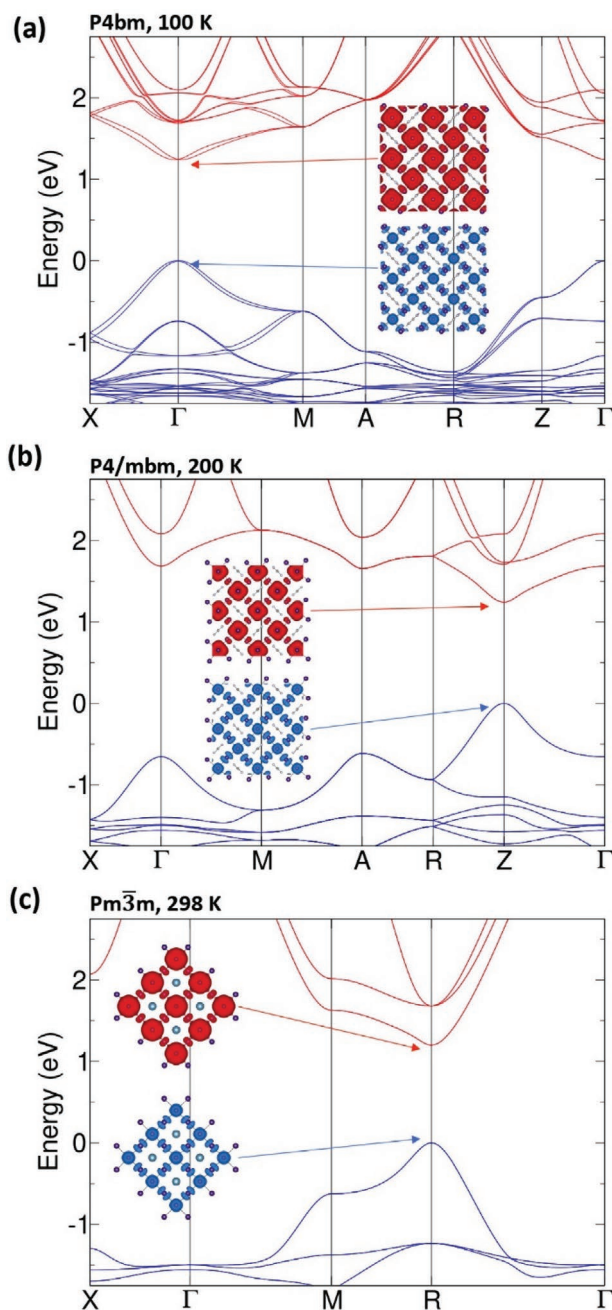 (a)
P4bm, 100 K
Energy (eV)
2
1
0
-1
X Γ M A R Z Γ
(b)
P4/mbm, 200 K
Energy (eV)
2
1
0
-1
X Γ M A R Z Γ
(c)
Pm3̅m, 298 K
Energy (eV)
2
1
0
-1
X Γ M R Γ